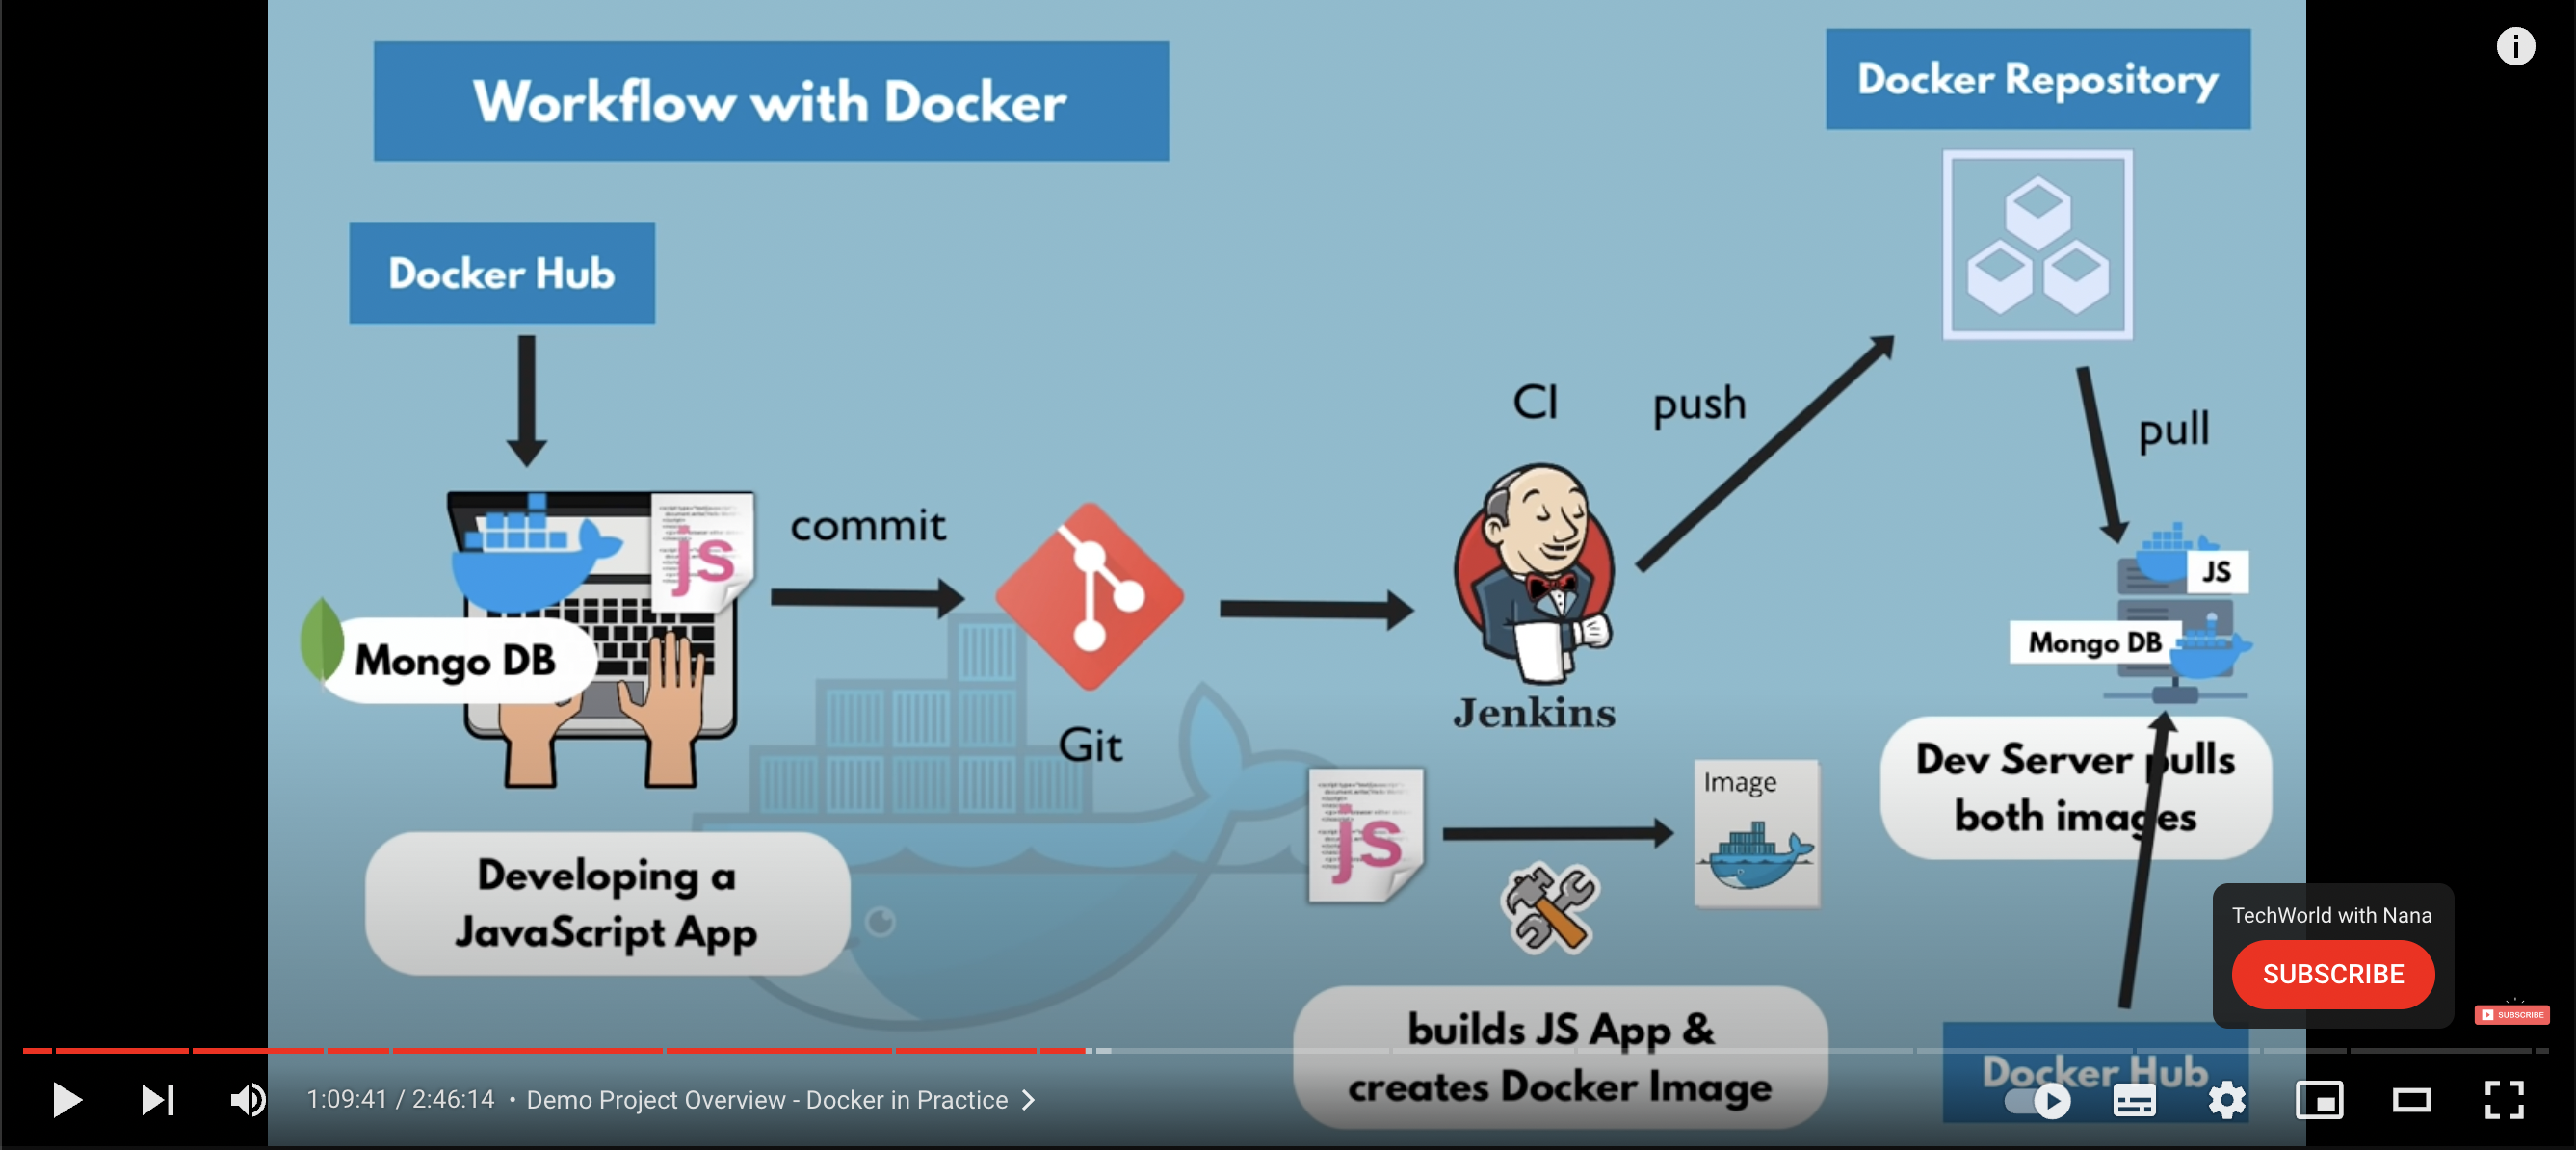 Workflow with Docker
Docker Repository
Docker Hub
CI
push
pull
js
commit
JS
Mongo DB
Mongo DB
Jenkins
Git
Dev Server pulls
both images
Image
js
Developing a
JavaScript App
TechWorld with Nana
SUBSCRIBE
SUBSCRIBE
builds JS App &
creates Docker Image
Docker Hub
1:09:41 / 2:46:14 • Demo Project Overview - Docker in Practice